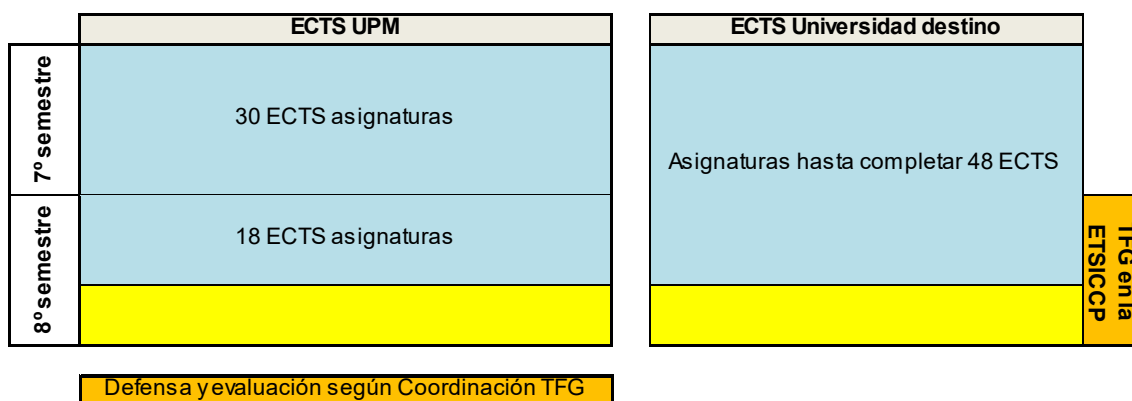 ECTS UPM
ECTS Universidad destino
7º semestre
30 ECTS asignaturas
Asignaturas hasta completar 48 ECTS
8º semestre
18 ECTS asignaturas
TFG en la
ETSICCP
Defensa y evaluación según Coordinación TFG